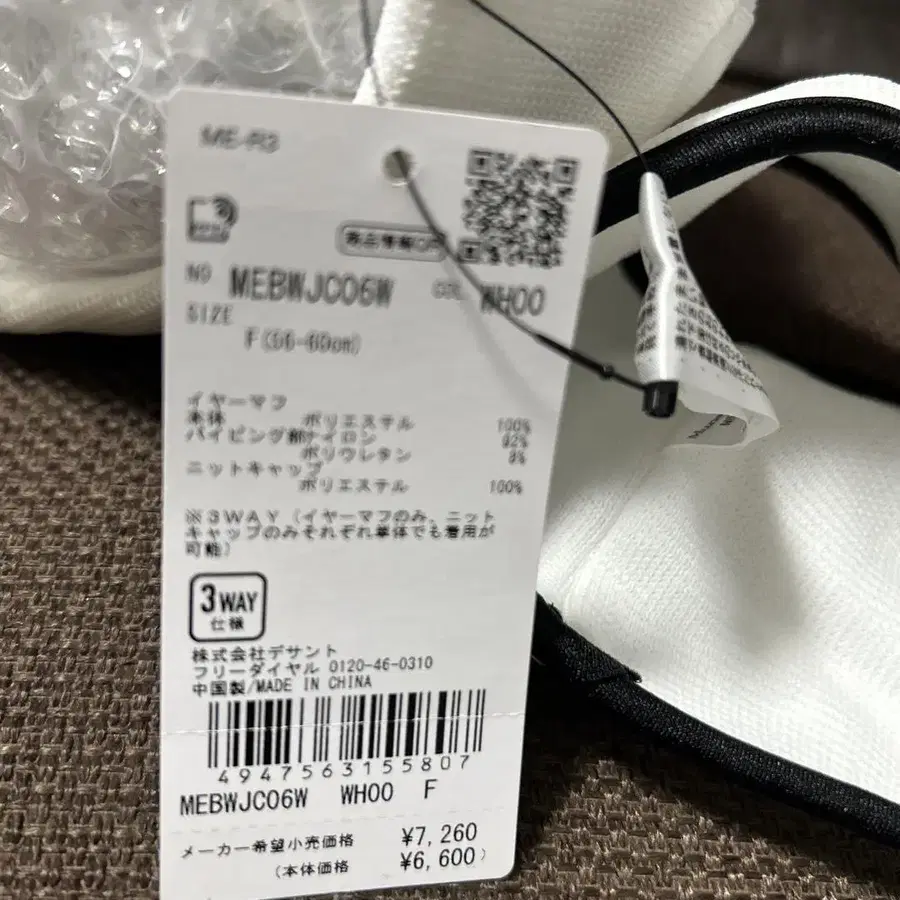 ME-R3
商品情報
NO MEBWJC06W COL WH00
SIZE
F(56-60cm)
イヤーマフ
本体 ポリエステル 100%
パイピング部ナイロン 92%
ポリウレタン 8%
ニットキャップ
ポリエステル 100%
※3WAY(イヤーマフのみ、ニット
キャップのみそれぞれ単体でも着用が
可能)
3WAY
仕様
株式会社デサント
フリーダイヤル 0120-46-0310
中国製/MADE IN CHINA
4947563155807
MEBWJC06W WH00 F
メーカー希望小売価格 ¥7,260
(本体価格 ¥6,600)